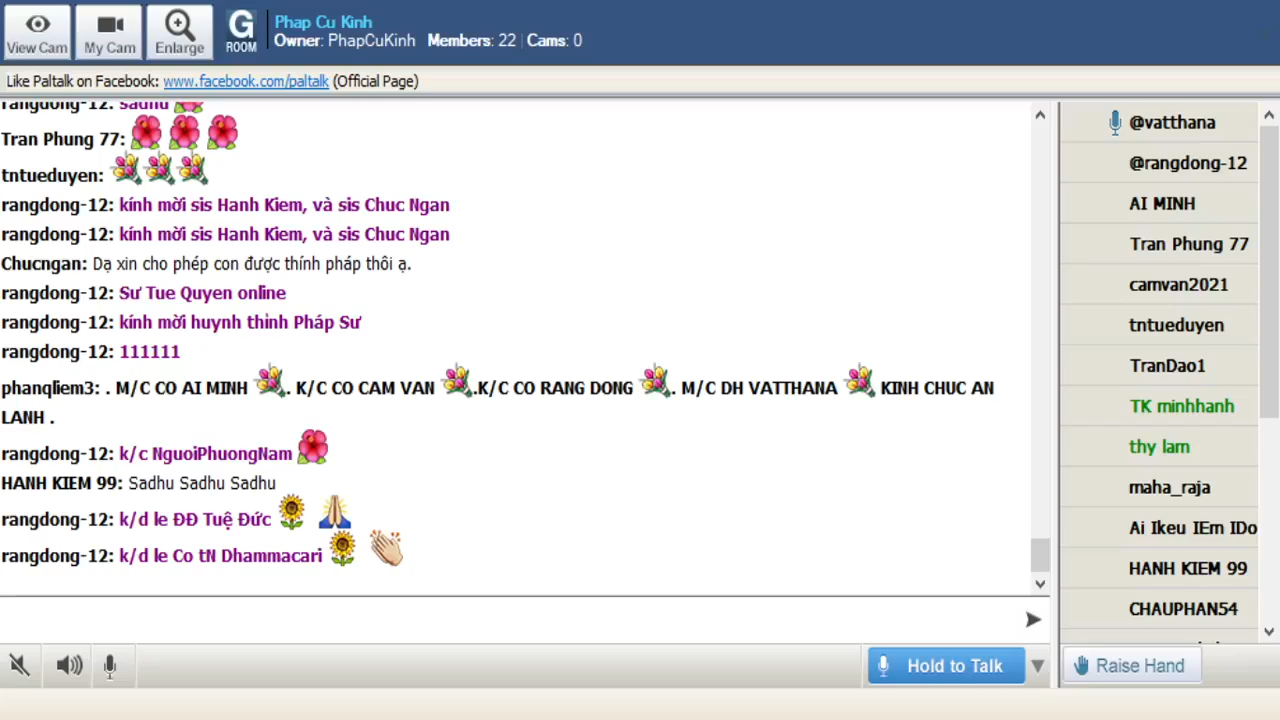 View Cam
My Cam
Enlarge
G
ROOM
Phap Cu Kinh
Owner: PhapCuKinh Members: 22 | Cams: 0
Like Paltalk on Facebook: www.facebook.com/paltalk (Official Page)
rangdong-12: sadhu
Tran Phung 77:
tntueduyen:
rangdong-12: kính mời sis Hanh Kiem, và sis Chuc Ngan
rangdong-12: kính mời sis Hanh Kiem, và sis Chuc Ngan
Chucngan: Dạ xin cho phép con được thính pháp thôi ạ.
rangdong-12: Sư Tue Quyen online
rangdong-12: kính mời huynh thỉnh Pháp Sư
rangdong-12: 111111
phanqliem3: . M/C CO AI MINH . K/C CO CAM VAN .K/C CO RANG DONG . M/C DH VATTHANA KINH CHUC AN
LANH .
rangdong-12: k/c NguoiPhuongNam
HANH KIEM 99: Sadhu Sadhu Sadhu
rangdong-12: k/d le ĐĐ Tuệ Đức
rangdong-12: k/d le Co tN Dhammacari
Hold to Talk
@vatthana
@rangdong-12
AI MINH
Tran Phung 77
camvan2021
tntueduyen
TranDao1
TK minhhanh
thy lam
maha_raja
Ai Ikeu IEm IDo
HANH KIEM 99
CHAUPHAN54
Raise Hand